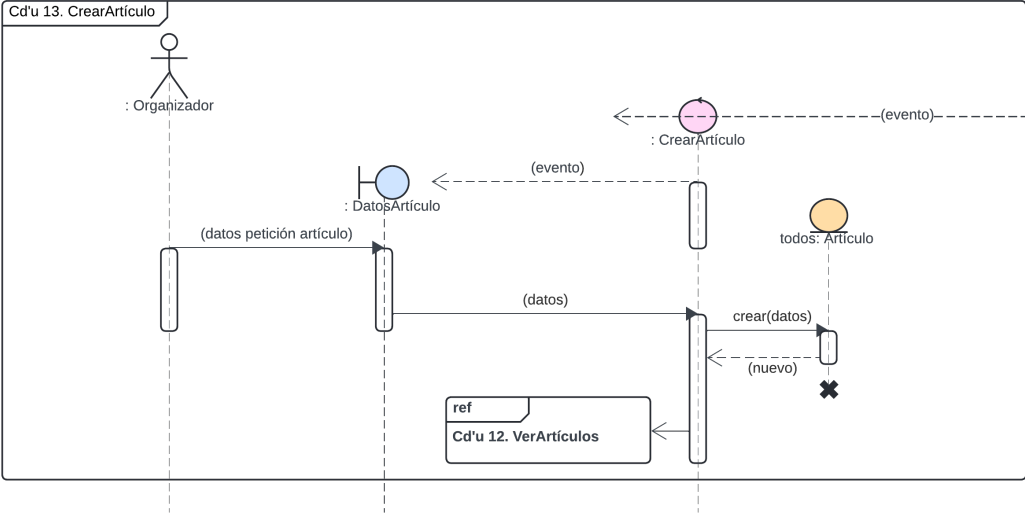 Cd'u 13. CrearArtículo
: Organizador
(evento)
: CrearArtículo
(evento)
: DatosArtículo
(datos petición artículo)
todos: Artículo
(datos)
crear(datos)
(nuevo)
ref
Cd'u 12. VerArtículos